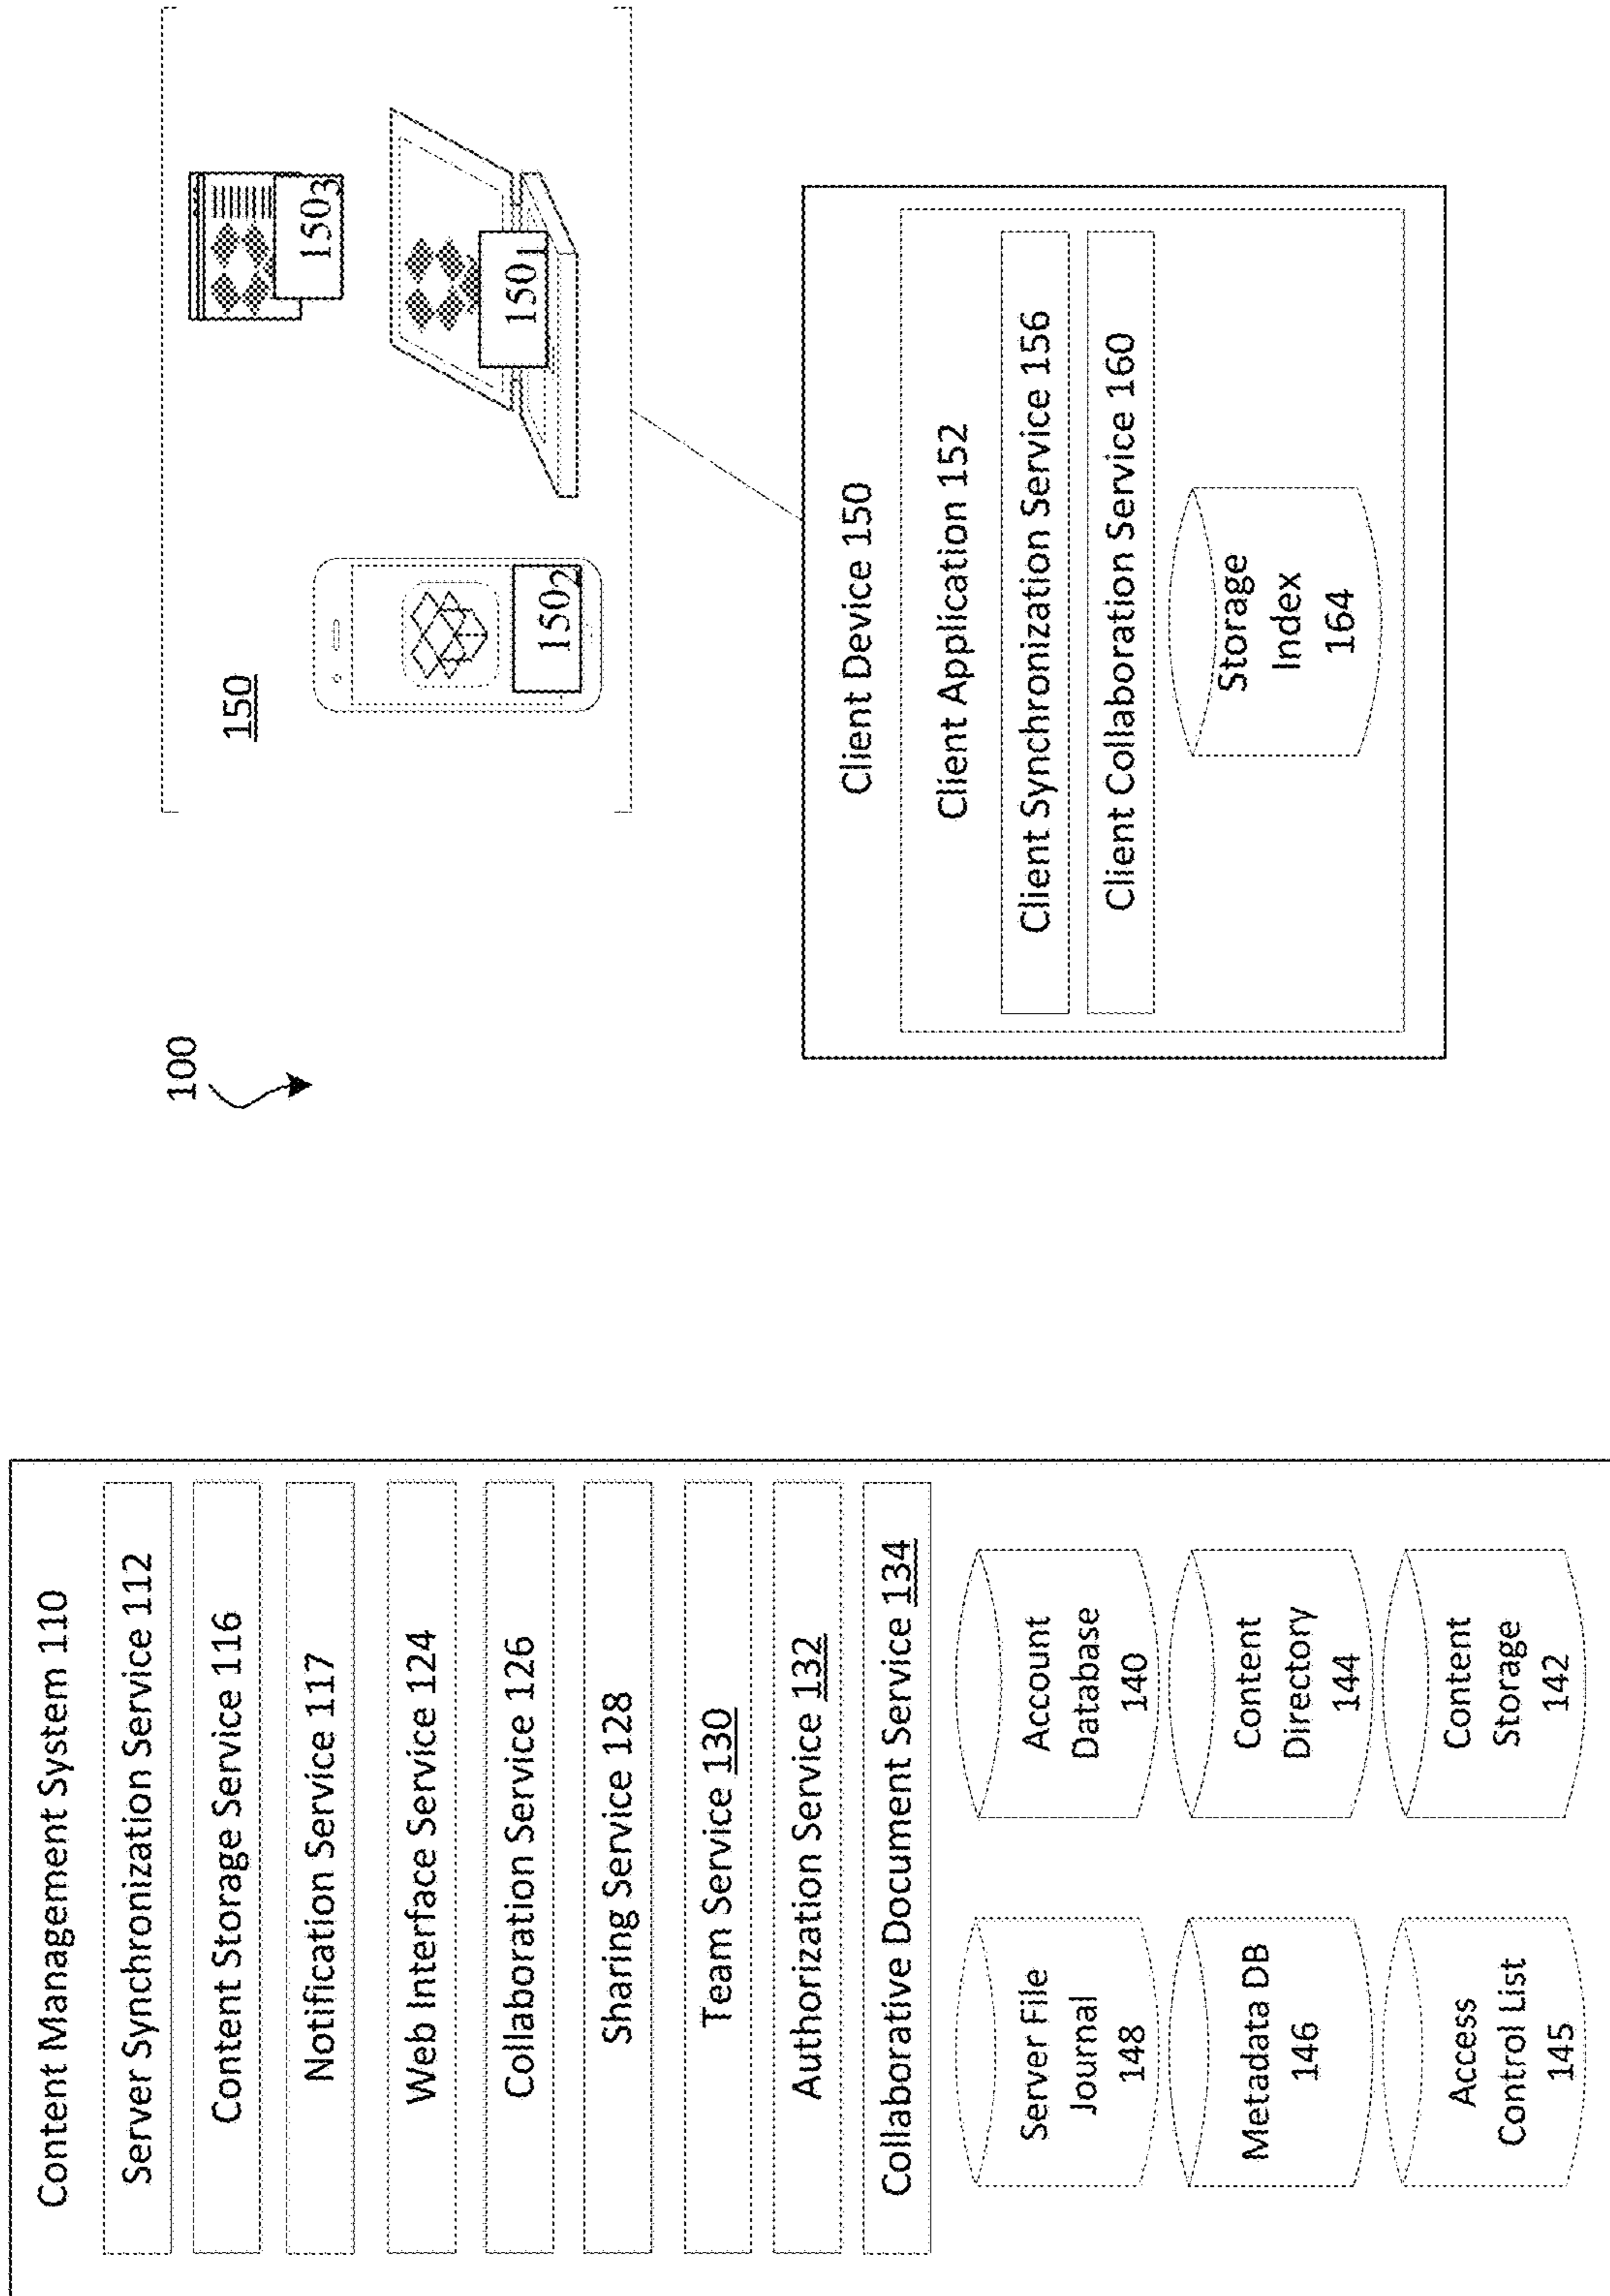 Content Management System 110
Server Synchronization Service 112
Content Storage Service 116
Notification Service 117
Web Interface Service 124
Collaboration Service 126
Sharing Service 128
Team Service 130
Authorization Service 132
Collaborative Document Service 134
Server File
Journal
148
Account
Database
140
Metadata DB
146
Content
Directory
144
Access
Control List
145
Content
Storage
142
100
150
150₂
150₃
150₁
Client Device 150
Client Application 152
Client Synchronization Service 156
Client Collaboration Service 160
Storage
Index
164